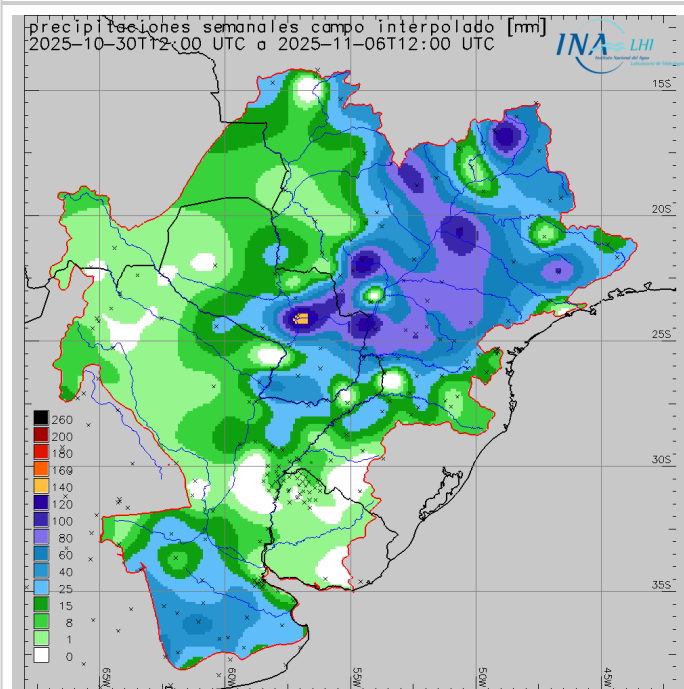 precipitaciones semanales campo interpolado [mm]
2025-10-30T12:00 UTC a 2025-11-06T12:00 UTC
INA LHI
Instituto Nacional del Agua
15S
20S
25S
30S
35S
260
200
180
160
140
120
100
80
60
40
25
15
8
1
0
65W
60W
55W
50W
45W